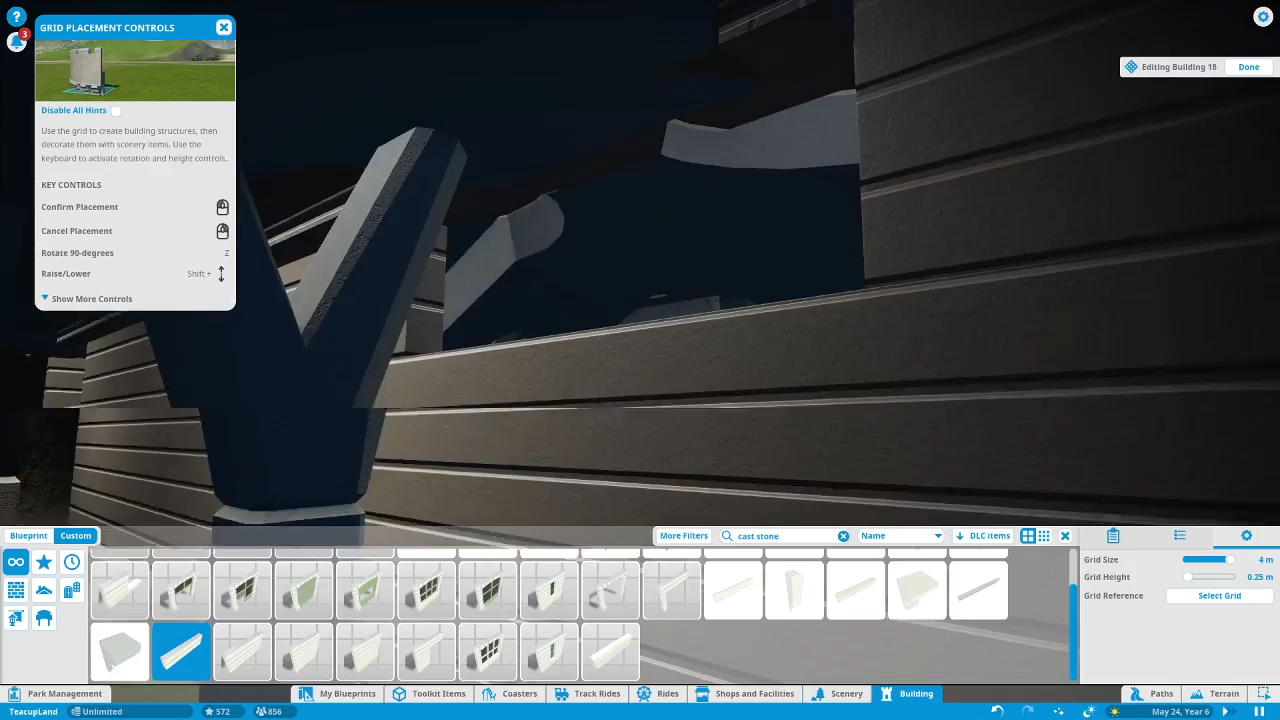 GRID PLACEMENT CONTROLS
3
Editing Building 18
Done
Disable All Hints
Use the grid to create building structures, then
decorate them with scenery items. Use the
keyboard to activate rotation and height controls.
KEY CONTROLS
Confirm Placement
Cancel Placement
Rotate 90-degrees Z
Raise/Lower Shift +
Show More Controls
Blueprint
Custom
More Filters
cast stone
Name
DLC items
Grid Size 4 m
Grid Height 0.25 m
Grid Reference Select Grid
Park Management
My Blueprints
Toolkit Items
Coasters
Track Rides
Rides
Shops and Facilities
Scenery
Building
Paths
Terrain
TeacupLand
Unlimited
572
856
May 24, Year 6